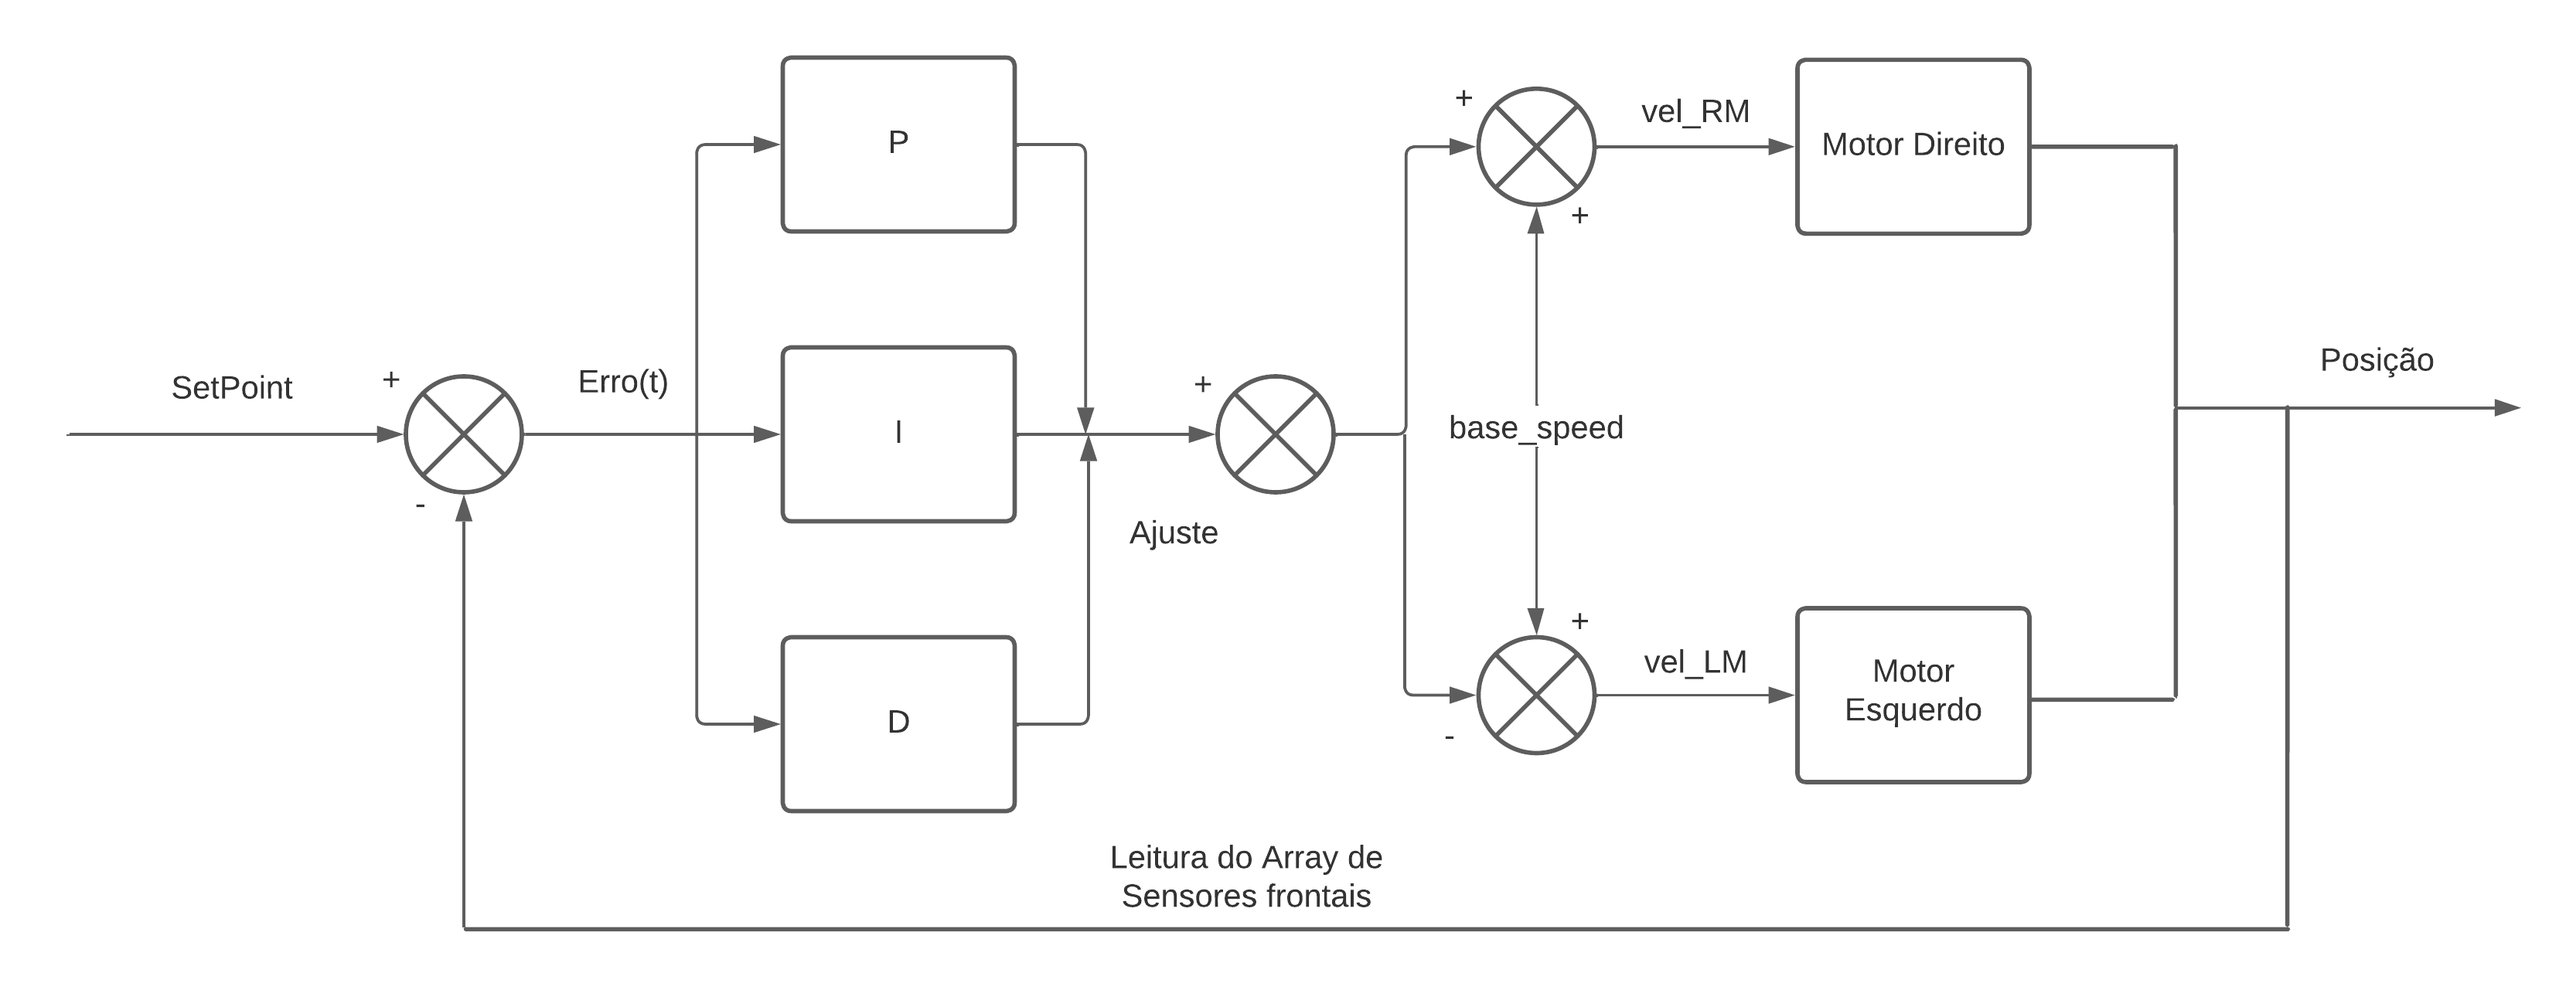 P
+
vel_RM
Motor Direito
+
SetPoint
+
Erro(t)
-
I
+
Ajuste
base_speed
Posição
+
vel_LM
-
Motor
Esquerdo
D
Leitura do Array de
Sensores frontais